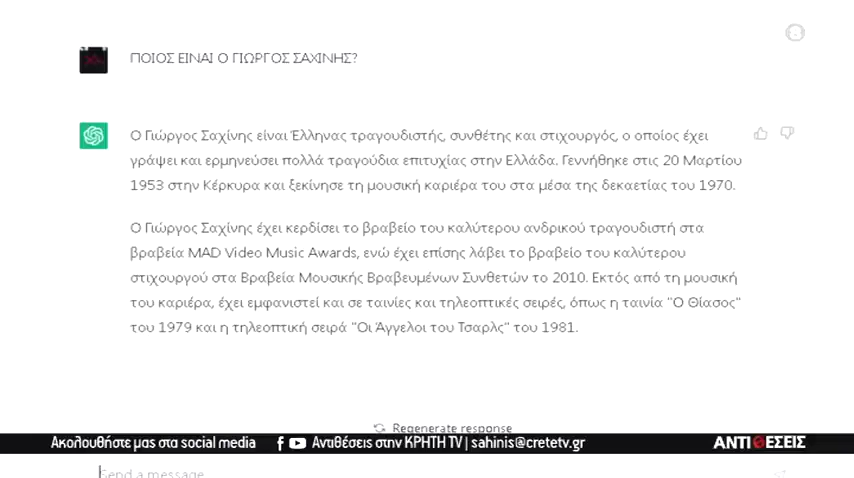 ΠΟΙΟΣ ΕΙΝΑΙ Ο ΓΙΩΡΓΟΣ ΣΑΧΙΝΗΣ?
Ο Γιώργος Σαχίνης είναι Έλληνας τραγουδιστής, συνθέτης και στιχουργός, ο οποίος έχει
γράψει και ερμηνεύσει πολλά τραγούδια επιτυχίας στην Ελλάδα. Γεννήθηκε στις 20 Μαρτίου
1953 στην Κέρκυρα και ξεκίνησε τη μουσική καριέρα του στα μέσα της δεκαετίας του 1970.
Ο Γιώργος Σαχίνης έχει κερδίσει το βραβείο του καλύτερου ανδρικού τραγουδιστή στα
βραβεία MAD Video Music Awards, ενώ έχει επίσης λάβει το βραβείο του καλύτερου
στιχουργού στα Βραβεία Μουσικής Βραβευμένων Συνθετών το 2010. Εκτός από τη μουσική
του καριέρα, έχει εμφανιστεί και σε ταινίες και τηλεοπτικές σειρές, όπως η ταινία "Ο Θίασος"
του 1979 και η τηλεοπτική σειρά "Οι Άγγελοι του Τσαρλς" του 1981.
Regenerate response
Ακολουθήστε μας στα social media Αντιθέσεις στην ΚΡΗΤΗ TV | sahinis@cretetv.gr ΑΝΤΙΘΕΣΕΙΣ
Send a message